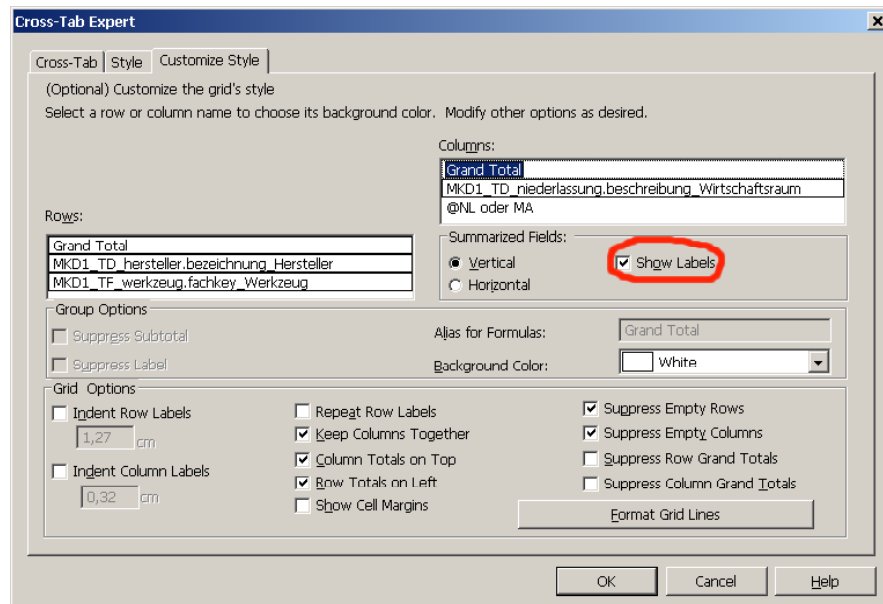 Cross-Tab Expert
Cross-Tab Style Customize Style
(Optional) Customize the grid's style
Select a row or column name to choose its background color. Modify other options as desired.
Columns:
Grand Total
MKD1_TD_niederlassung.beschreibung_Wirtschaftsraum
@NL oder MA
Rows:
Grand Total
MKD1_TD_hersteller.bezeichnung_Hersteller
MKD1_TF_werkzeug.fachkey_Werkzeug
Summarized Fields:
Vertical
Horizontal
Show Labels
Group Options
Suppress Subtotal
Suppress Label
Alias for Formulas: Grand Total
Background Color: White
Grid Options
Indent Row Labels
1,27 cm
Indent Column Labels
0,32 cm
Repeat Row Labels
Keep Columns Together
Column Totals on Top
Row Totals on Left
Show Cell Margins
Suppress Empty Rows
Suppress Empty Columns
Suppress Row Grand Totals
Suppress Column Grand Totals
Format Grid Lines
OK Cancel Help